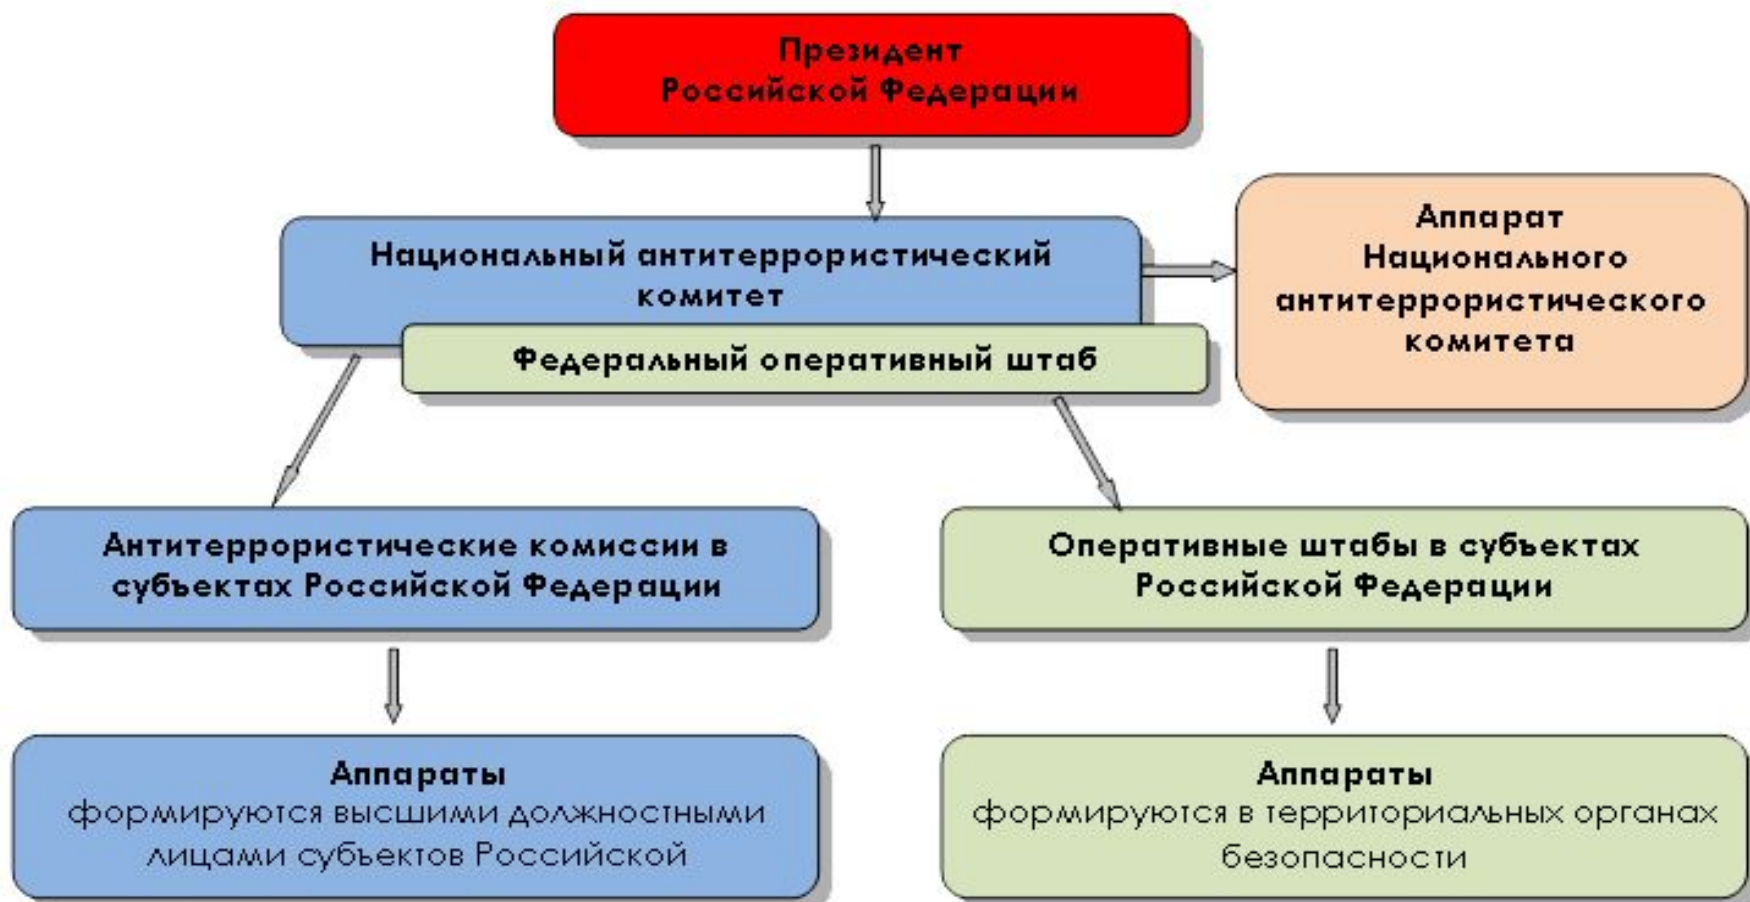 Президент
Российской Федерации
Национальный антитеррористический
комитет
Аппарат
Национального
антитеррористического
комитета
Федеральный оперативный штаб
Антитеррористические комиссии в
субъектах Российской Федерации
Оперативные штабы в субъектах
Российской Федерации
Аппараты
формируются высшими должностными
лицами субъектов Российской
Аппараты
формируются в территориальных органах
безопасности